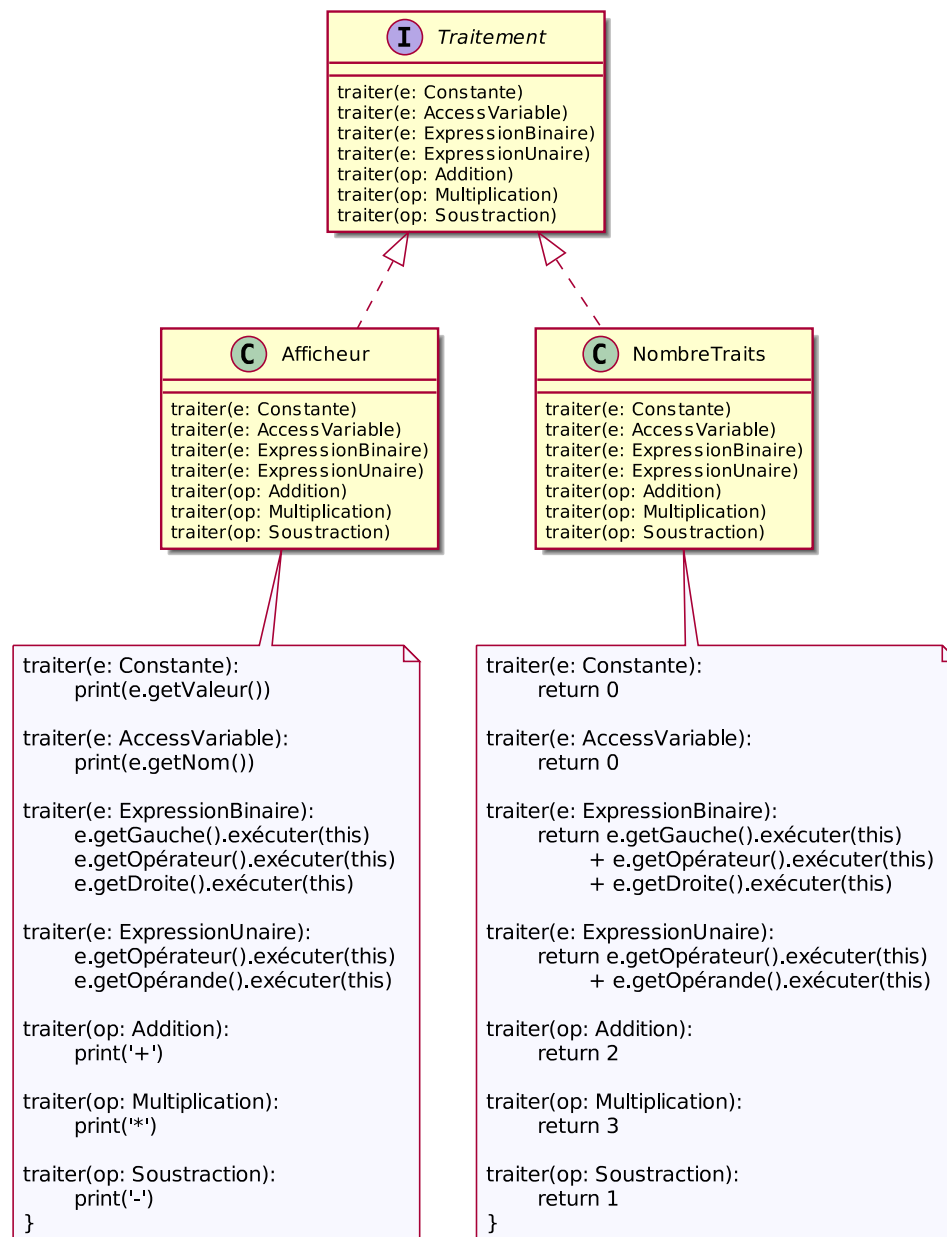 I Traitement
traiter(e: Constante)
traiter(e: AccessVariable)
traiter(e: ExpressionBinaire)
traiter(e: ExpressionUnaire)
traiter(op: Addition)
traiter(op: Multiplication)
traiter(op: Soustraction)
C Afficheur
traiter(e: Constante)
traiter(e: AccessVariable)
traiter(e: ExpressionBinaire)
traiter(e: ExpressionUnaire)
traiter(op: Addition)
traiter(op: Multiplication)
traiter(op: Soustraction)
C NombreTraits
traiter(e: Constante)
traiter(e: AccessVariable)
traiter(e: ExpressionBinaire)
traiter(e: ExpressionUnaire)
traiter(op: Addition)
traiter(op: Multiplication)
traiter(op: Soustraction)
traiter(e: Constante):
print(e.getValeur())
traiter(e: AccessVariable):
print(e.getNom())
traiter(e: ExpressionBinaire):
e.getGauche().exécuter(this)
e.getOpérateur().exécuter(this)
e.getDroite().exécuter(this)
traiter(e: ExpressionUnaire):
e.getOpérateur().exécuter(this)
e.getOpérande().exécuter(this)
traiter(op: Addition):
print('+')
traiter(op: Multiplication):
print('*')
traiter(op: Soustraction):
print('-')
}
traiter(e: Constante):
return 0
traiter(e: AccessVariable):
return 0
traiter(e: ExpressionBinaire):
return e.getGauche().exécuter(this)
+ e.getOpérateur().exécuter(this)
+ e.getDroite().exécuter(this)
traiter(e: ExpressionUnaire):
return e.getOpérateur().exécuter(this)
+ e.getOpérande().exécuter(this)
traiter(op: Addition):
return 2
traiter(op: Multiplication):
return 3
traiter(op: Soustraction):
return 1
}